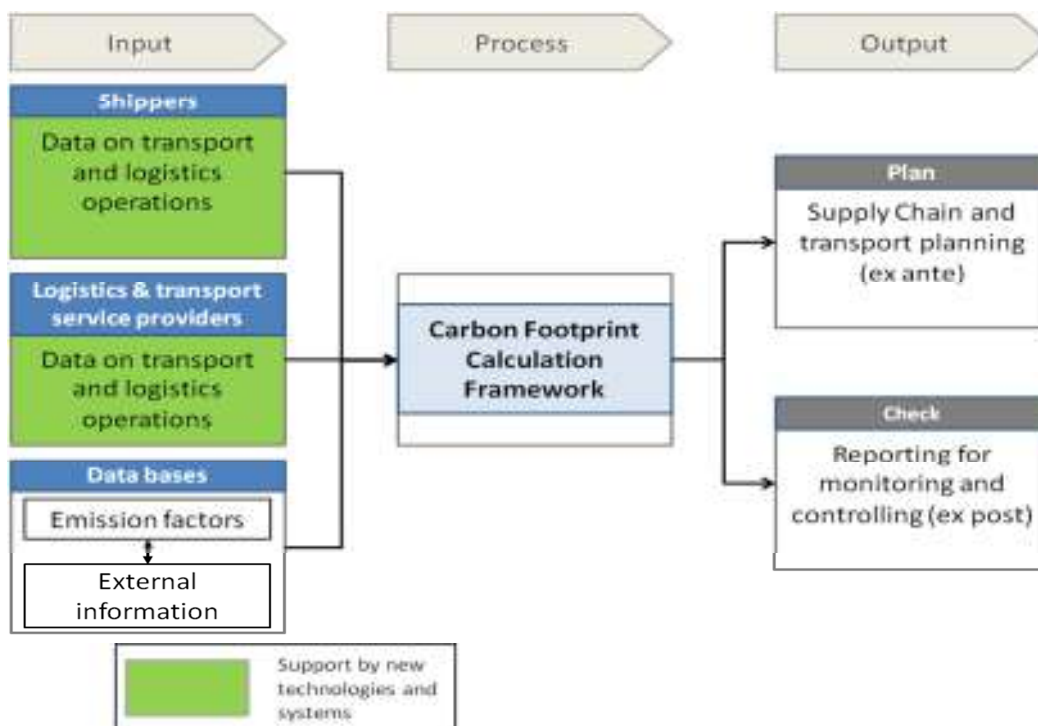 Input
Process
Output
Shippers
Data on transport
and logistics
operations
Logistics & transport
service providers
Data on transport
and logistics
operations
Data bases
Emission factors
External
information
Carbon Footprint
Calculation
Framework
Plan
Supply Chain and
transport planning
(ex ante)
Check
Reporting for
monitoring and
controlling (ex post)
Support by new
technologies and
systems